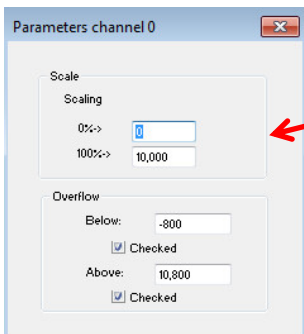 Parameters channel 0
Scale
Scaling
0%->
0
100%->
10,000
Overflow
Below:
-800
Checked
Above:
10,800
Checked